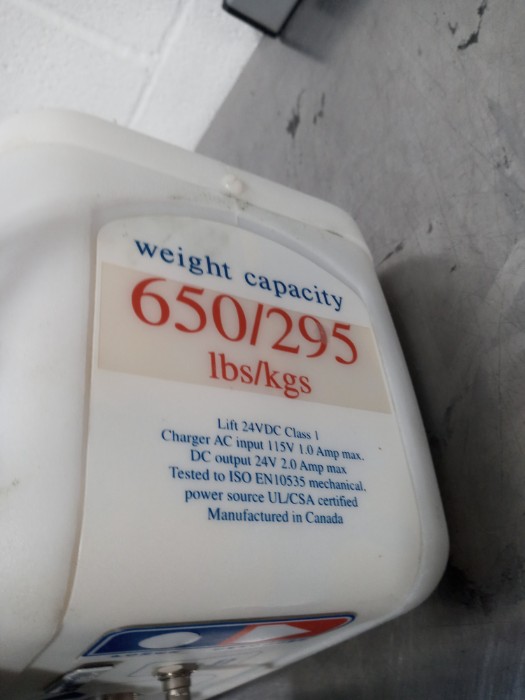 weight capacity
650/295
lbs/kgs
Lift 24VDC Class 1
Charger AC input 115V 1.0 Amp max.
DC output 24V 2.0 Amp max
Tested to ISO EN10535 mechanical.
power source UL/CSA certified
Manufactured in Canada